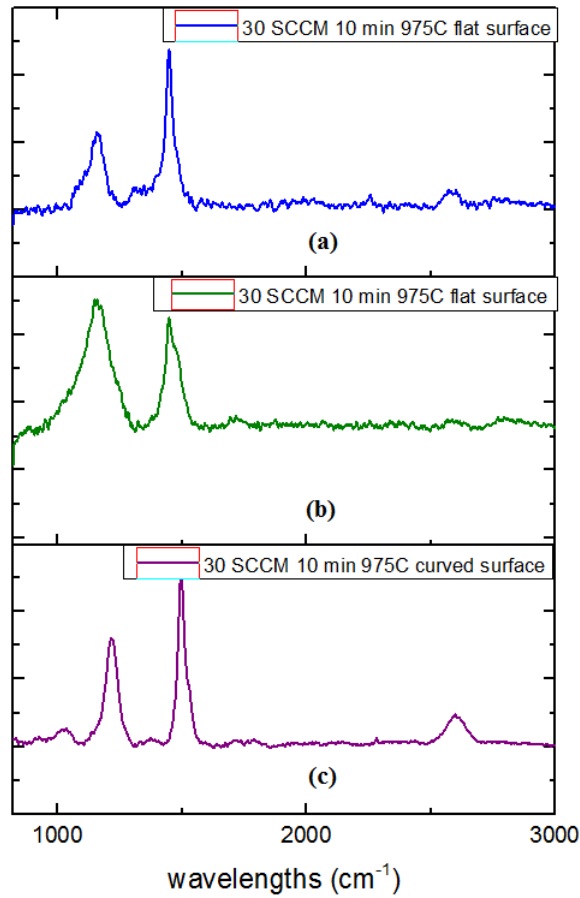 30 SCCM 10 min 975C flat surface
(a)
30 SCCM 10 min 975C flat surface
(b)
30 SCCM 10 min 975C curved surface
(c)
1000 2000 3000
wavelengths (cm⁻¹)